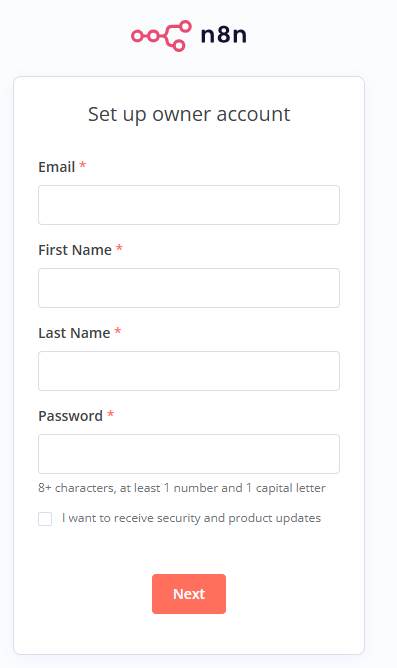 n8n
Set up owner account
Email *
First Name *
Last Name *
Password *
8+ characters, at least 1 number and 1 capital letter
I want to receive security and product updates
Next